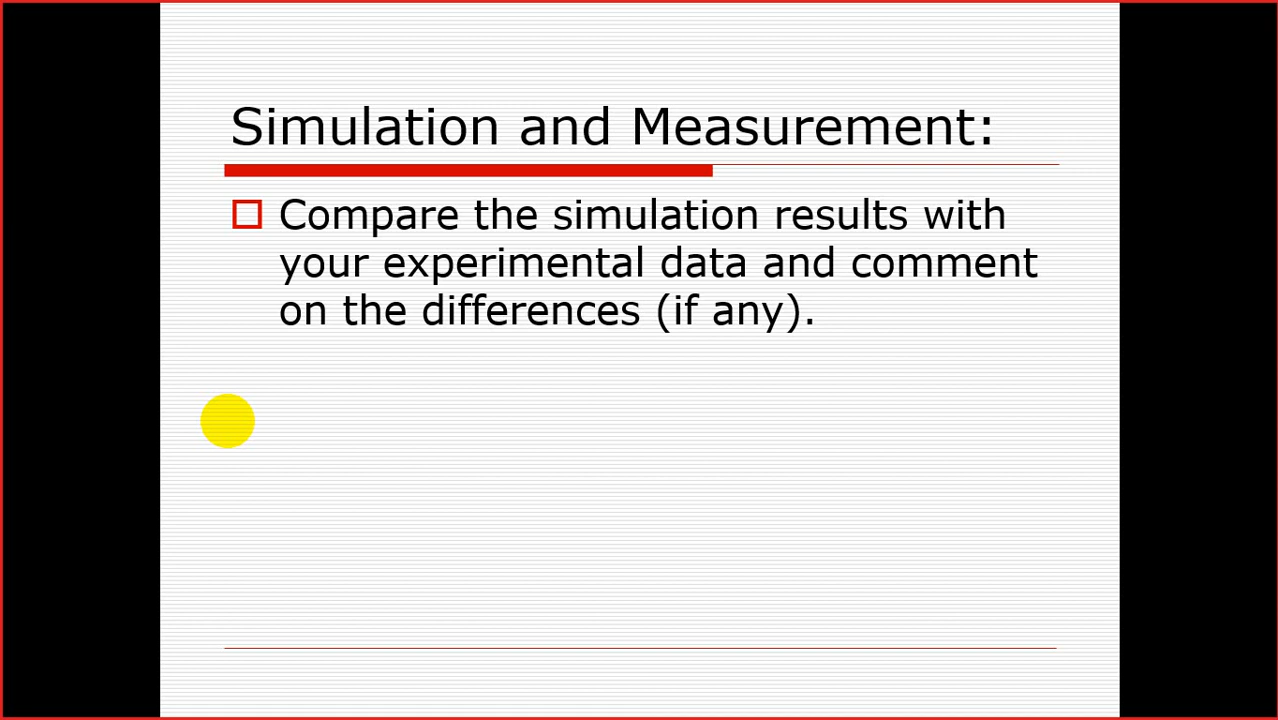 Simulation and Measurement:
Compare the simulation results with
your experimental data and comment
on the differences (if any).